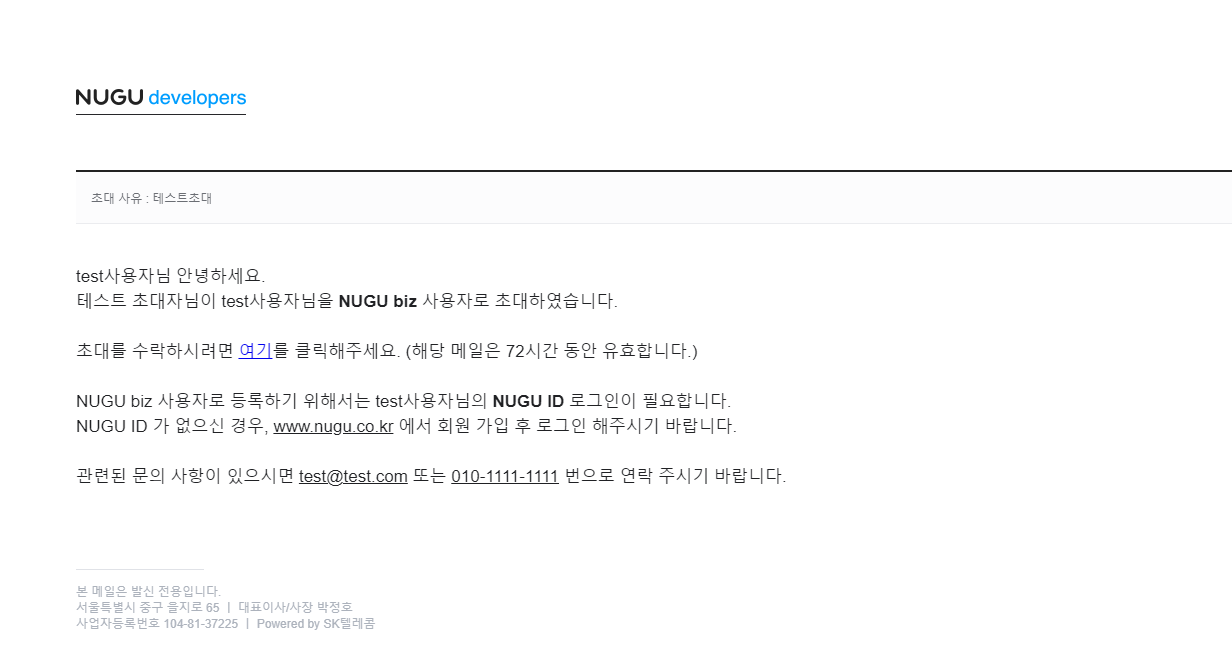 NUGU developers
초대 사유 : 테스트초대
test사용자님 안녕하세요.
테스트 초대자님이 test사용자님을 NUGU biz 사용자로 초대하였습니다.
초대를 수락하시려면 여기를 클릭해주세요. (해당 메일은 72시간 동안 유효합니다.)
NUGU biz 사용자로 등록하기 위해서는 test사용자님의 NUGU ID 로그인이 필요합니다.
NUGU ID 가 없으신 경우, www.nugu.co.kr 에서 회원 가입 후 로그인 해주시기 바랍니다.
관련된 문의 사항이 있으시면 test@test.com 또는 010-1111-1111 번으로 연락 주시기 바랍니다.
본 메일은 발신 전용입니다.
서울특별시 중구 을지로 65 ㅣ 대표이사/사장 박정호
사업자등록번호 104-81-37225 ㅣ Powered by SK텔레콤